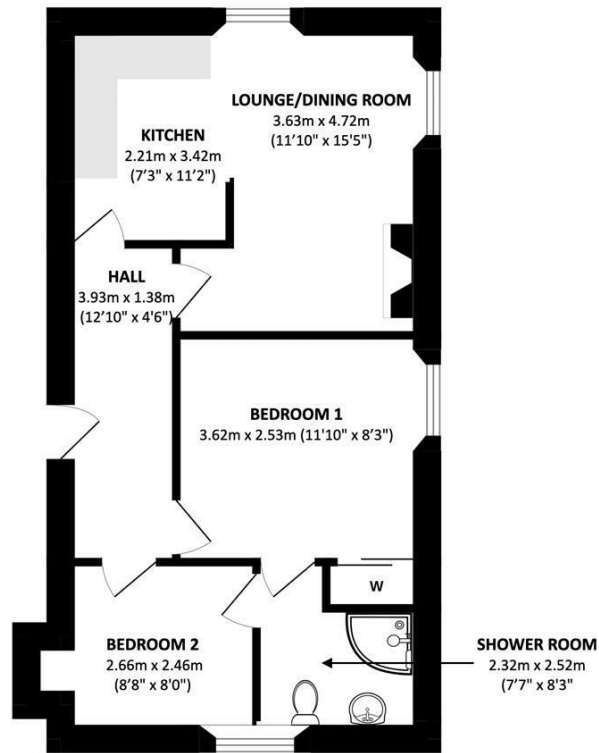 LOUNGE/DINING ROOM
3.63m x 4.72m
(11'10" x 15'5")
KITCHEN
2.21m x 3.42m
(7'3" x 11'2")
HALL
3.93m x 1.38m
(12'10" x 4'6")
BEDROOM 1
3.62m x 2.53m (11'10" x 8'3")
W
BEDROOM 2
2.66m x 2.46m
(8'8" x 8'0")
SHOWER ROOM
2.32m x 2.52m
(7'7" x 8'3"